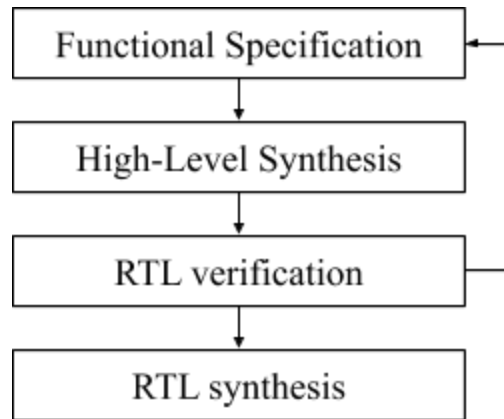 Functional Specification
High-Level Synthesis
RTL verification
RTL synthesis